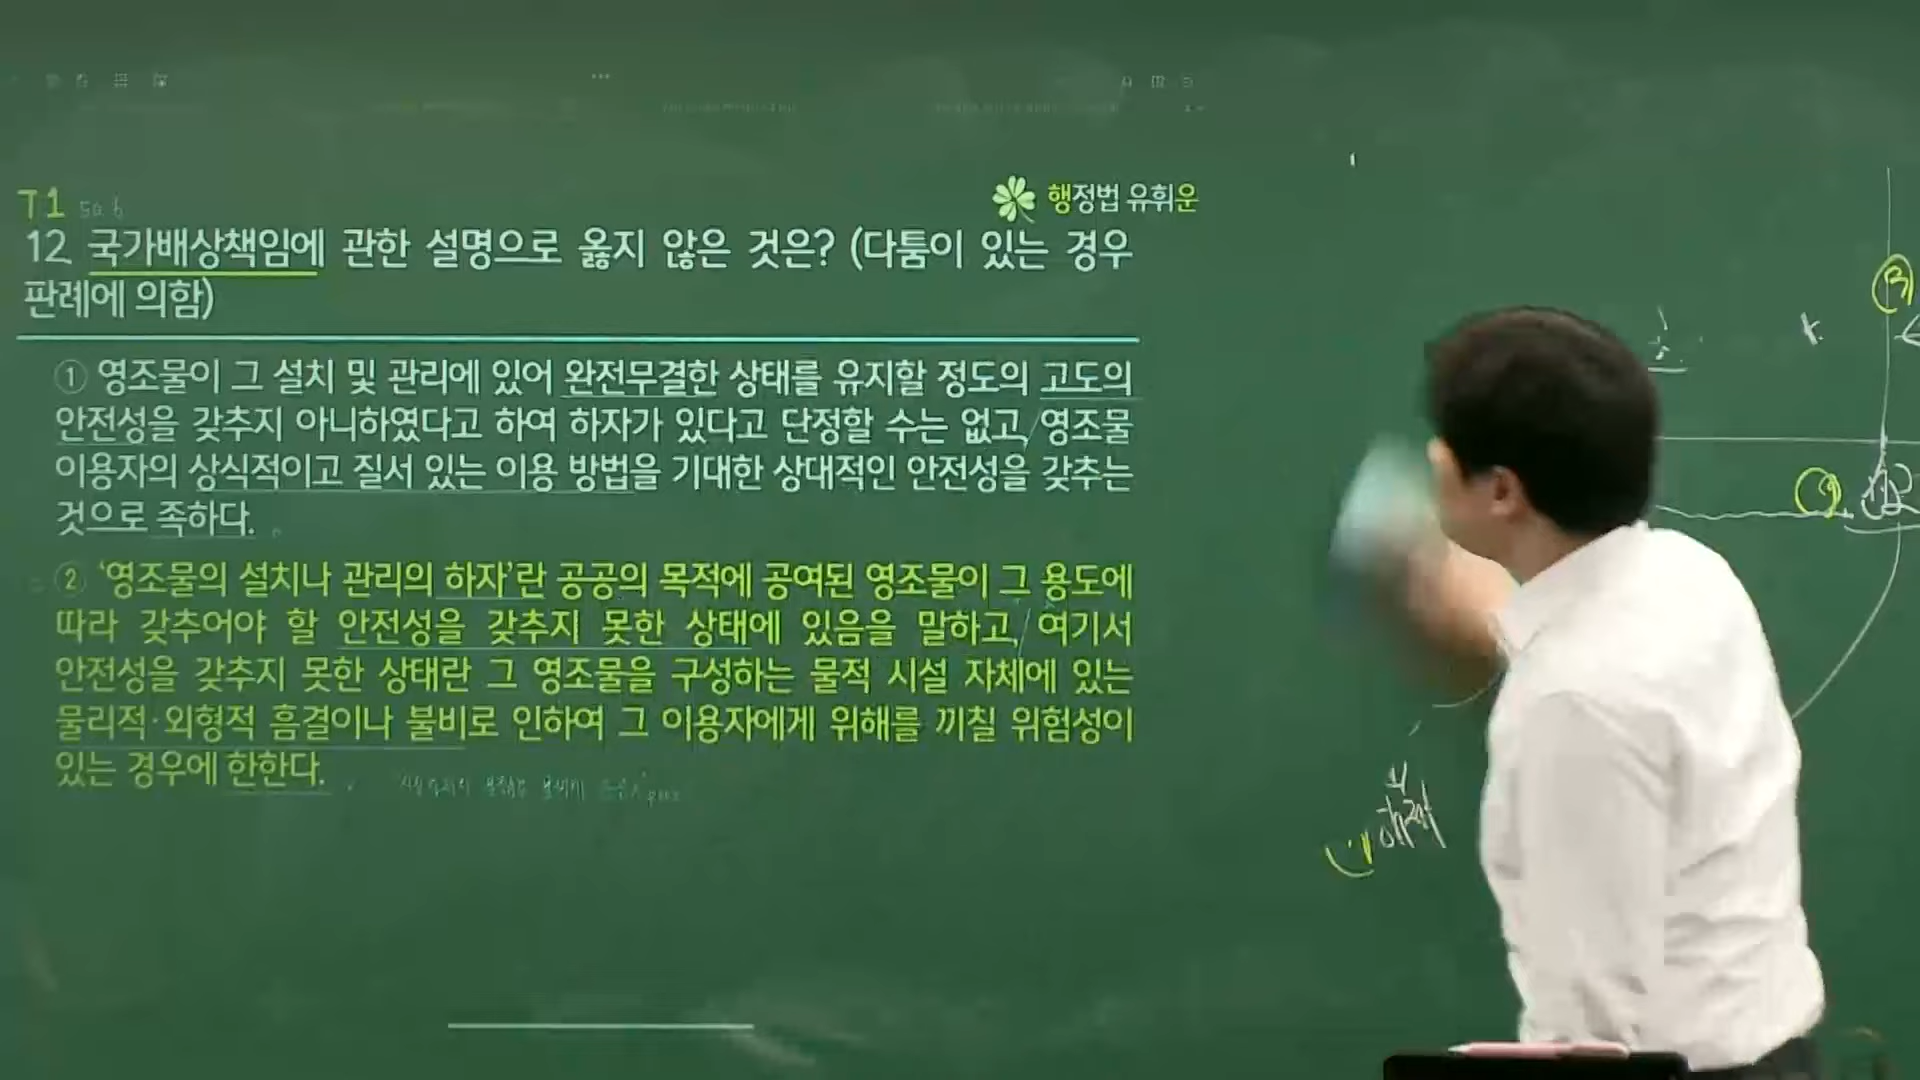 T1
행정법 유휘운
12. 국가배상책임에 관한 설명으로 옳지 않은 것은? (다툼이 있는 경우
판례에 의함)
① 영조물이 그 설치 및 관리에 있어 완전무결한 상태를 유지할 정도의 고도의
안전성을 갖추지 아니하였다고 하여 하자가 있다고 단정할 수는 없고, 영조물
이용자의 상식적이고 질서 있는 이용 방법을 기대한 상대적인 안전성을 갖추는
것으로 족하다.
② ‘영조물의 설치나 관리의 하자’란 공공의 목적에 공여된 영조물이 그 용도에
따라 갖추어야 할 안전성을 갖추지 못한 상태에 있음을 말하고, 여기서
안전성을 갖추지 못한 상태란 그 영조물을 구성하는 물적 시설 자체에 있는
물리적·외형적 흠결이나 불비로 인하여 그 이용자에게 위해를 끼칠 위험성이
있는 경우에 한한다.